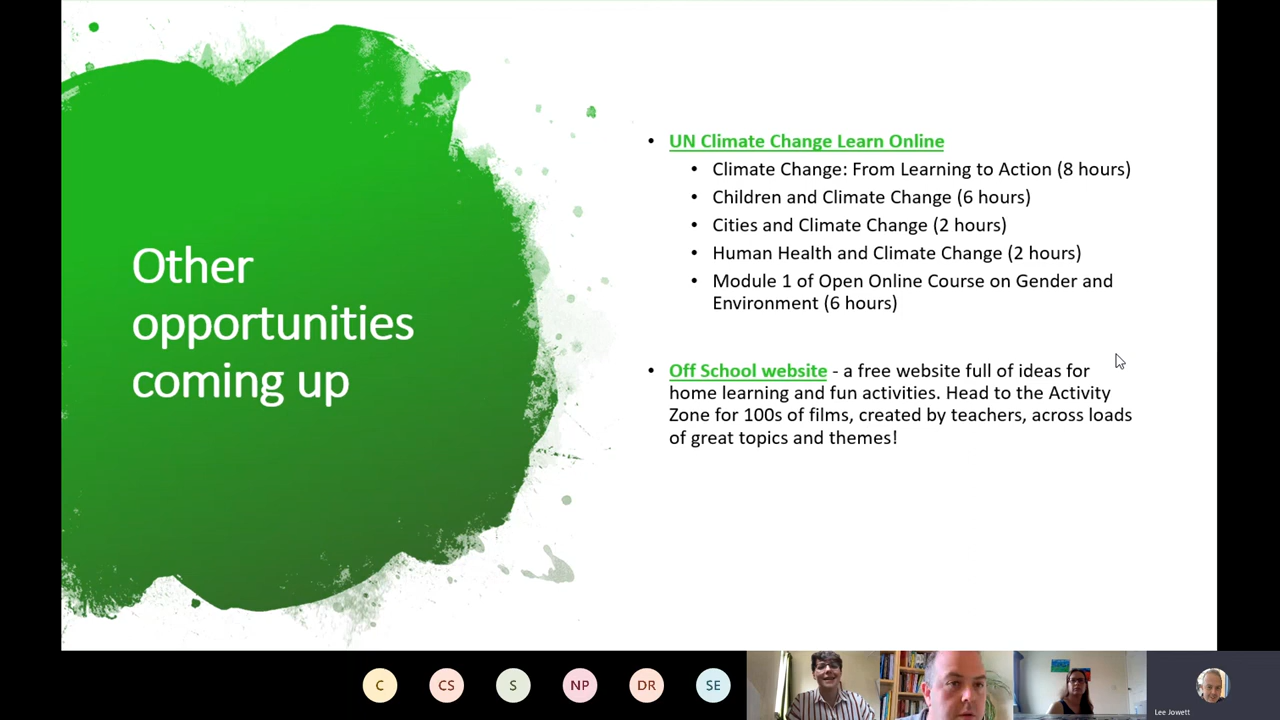 Other
opportunities
coming up
• UN Climate Change Learn Online
• Climate Change: From Learning to Action (8 hours)
• Children and Climate Change (6 hours)
• Cities and Climate Change (2 hours)
• Human Health and Climate Change (2 hours)
• Module 1 of Open Online Course on Gender and
Environment (6 hours)
• Off School website - a free website full of ideas for
home learning and fun activities. Head to the Activity
Zone for 100s of films, created by teachers, across loads
of great topics and themes!
C CS S NP DR SE
Lee Jowett